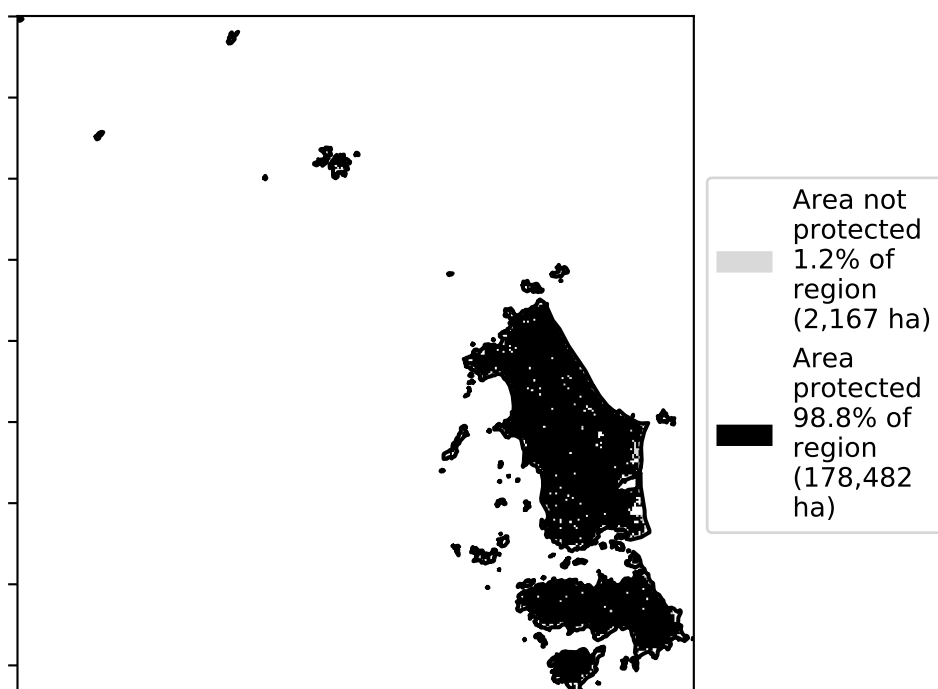 Area not
protected
1.2% of
region
(2,167 ha)
Area
protected
98.8% of
region
(178,482
ha)